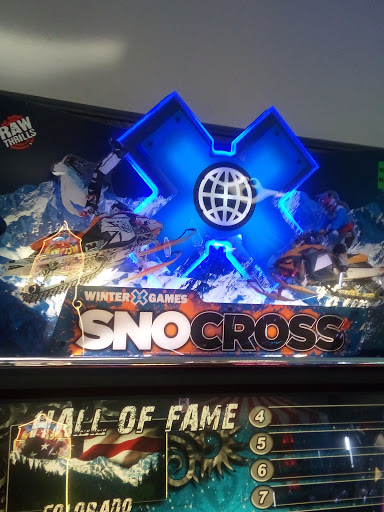 RAW
THRILLS
WINTER X GAMES
SNOCROSS
HALL OF FAME
4
5
6
7
COLORADO